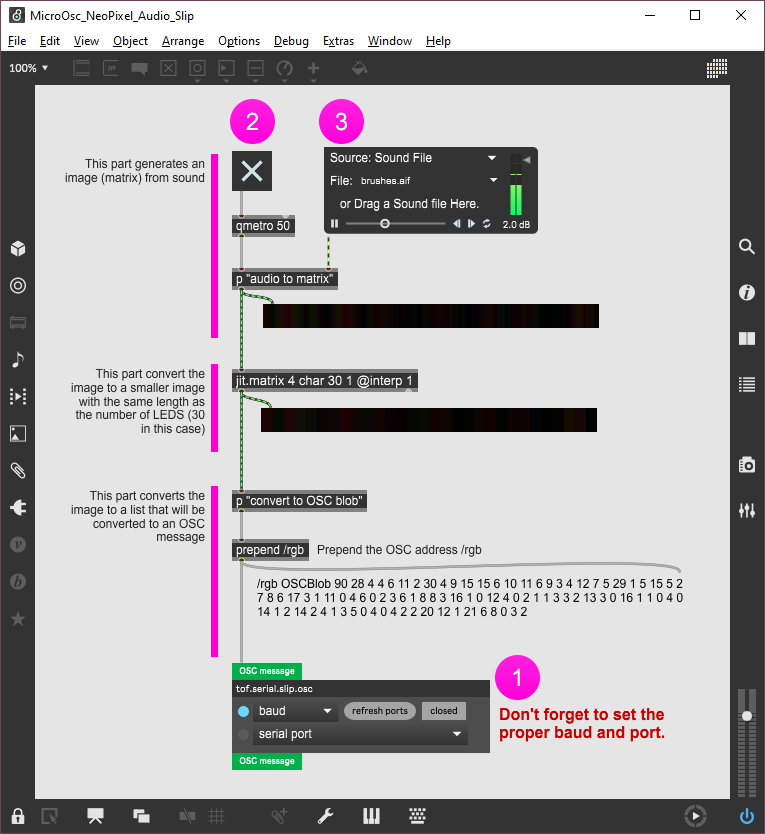 MicroOsc_NeoPixel_Audio_Slip
File Edit View Object Arrange Options Debug Extras Window Help
100%
2
3
This part generates an
image (matrix) from sound
Source: Sound File
File: brushes.aif
or Drag a Sound file Here.
2.0 dB
qmetro 50
p "audio to matrix"
This part convert the
image to a smaller image
with the same length as
the number of LEDS (30
in this case)
jit.matrix 4 char 30 1 @interp 1
This part converts the
image to a list that will be
converted to an OSC
message
p "convert to OSC blob"
prepend /rgb
Prepend the OSC address /rgb
/rgb OSCBlob 90 28 4 4 6 11 2 30 4 9 15 15 6 10 11 6 9 3 4 12 7 5 29 1 5 15 5 2
7 8 6 17 3 1 11 0 4 6 0 2 3 6 1 8 8 3 16 1 0 12 4 0 2 1 1 3 3 2 13 3 0 16 1 1 0 4 0
14 1 2 14 2 4 1 3 5 0 4 0 4 2 2 20 12 1 21 6 8 0 3 2
OSC message
tof.serial.slip.osc
baud
refresh ports
closed
serial port
OSC message
1
Don't forget to set the
proper baud and port.